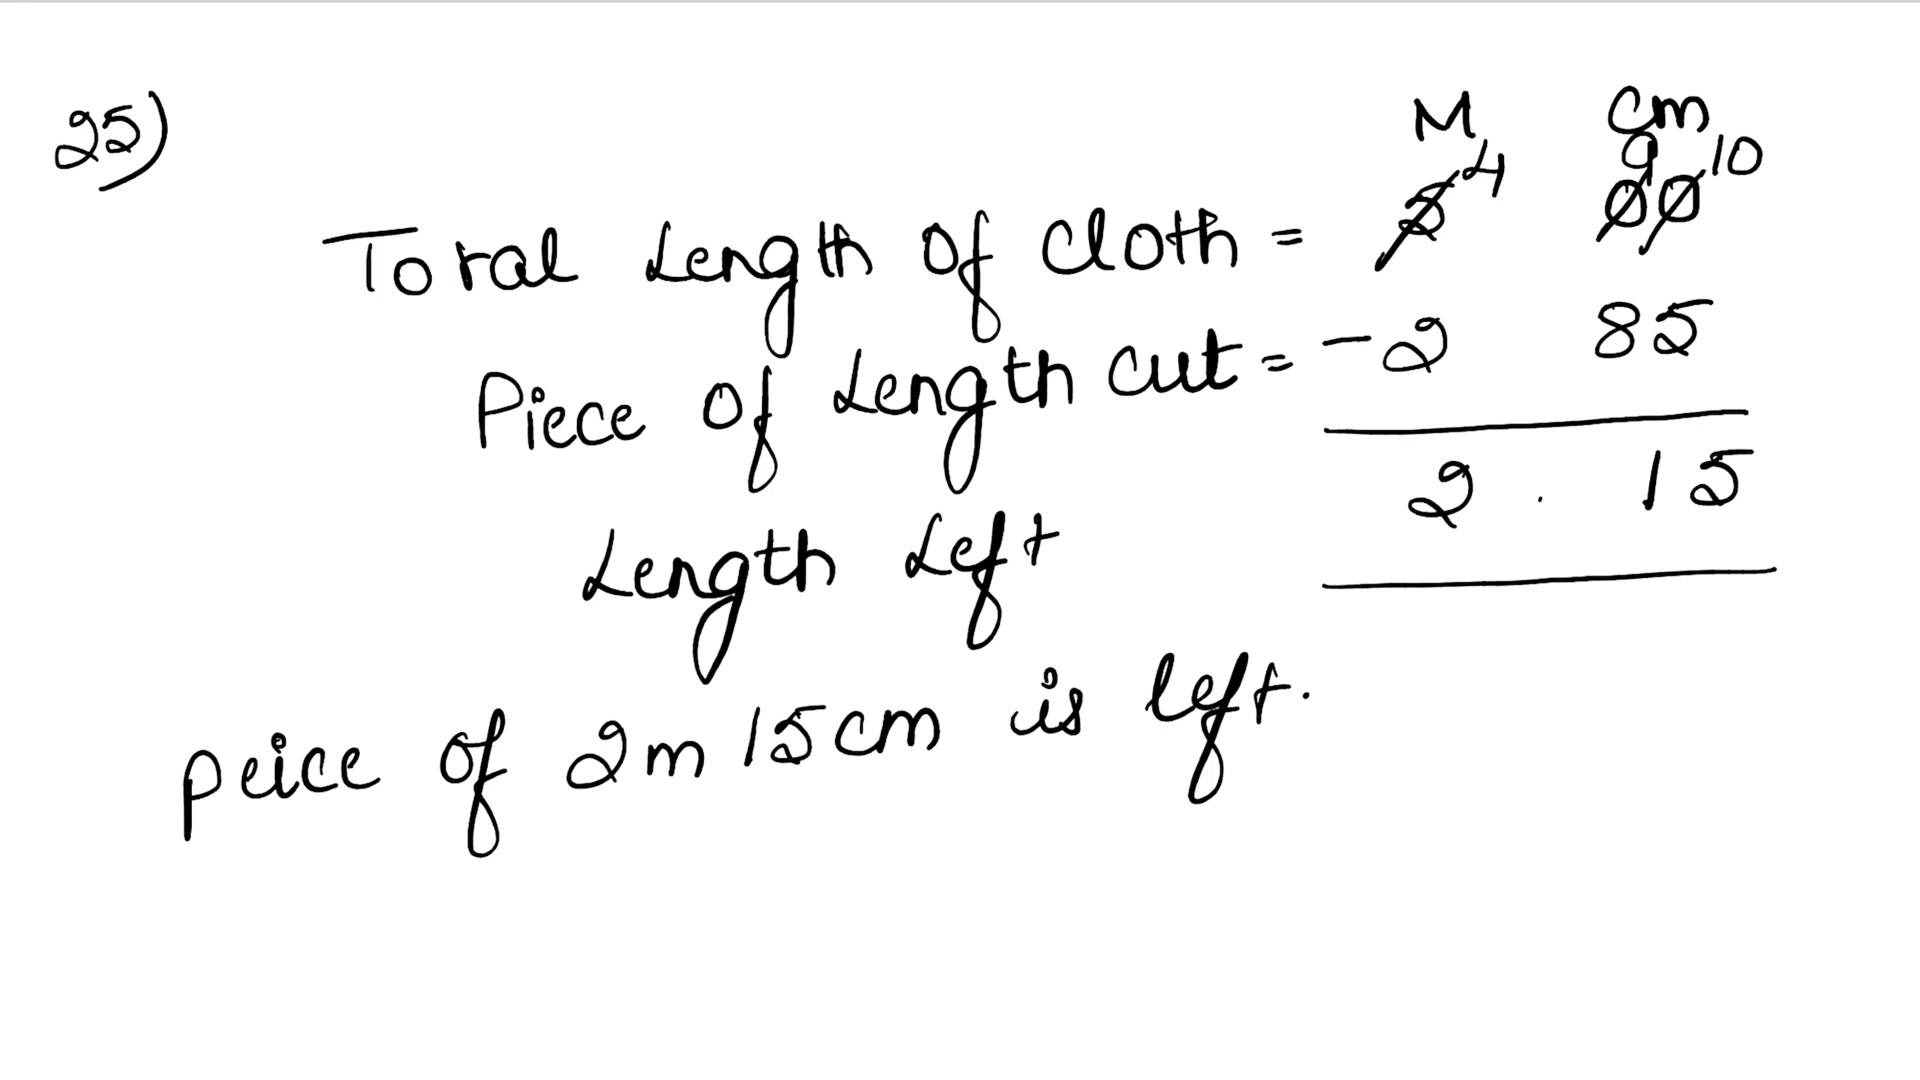 25)
M cm
4 9 10
Total Length of cloth = 5 00
Piece of Length cut = - 2 85
Length Left 2 . 15
peice of 2m 15cm is left.